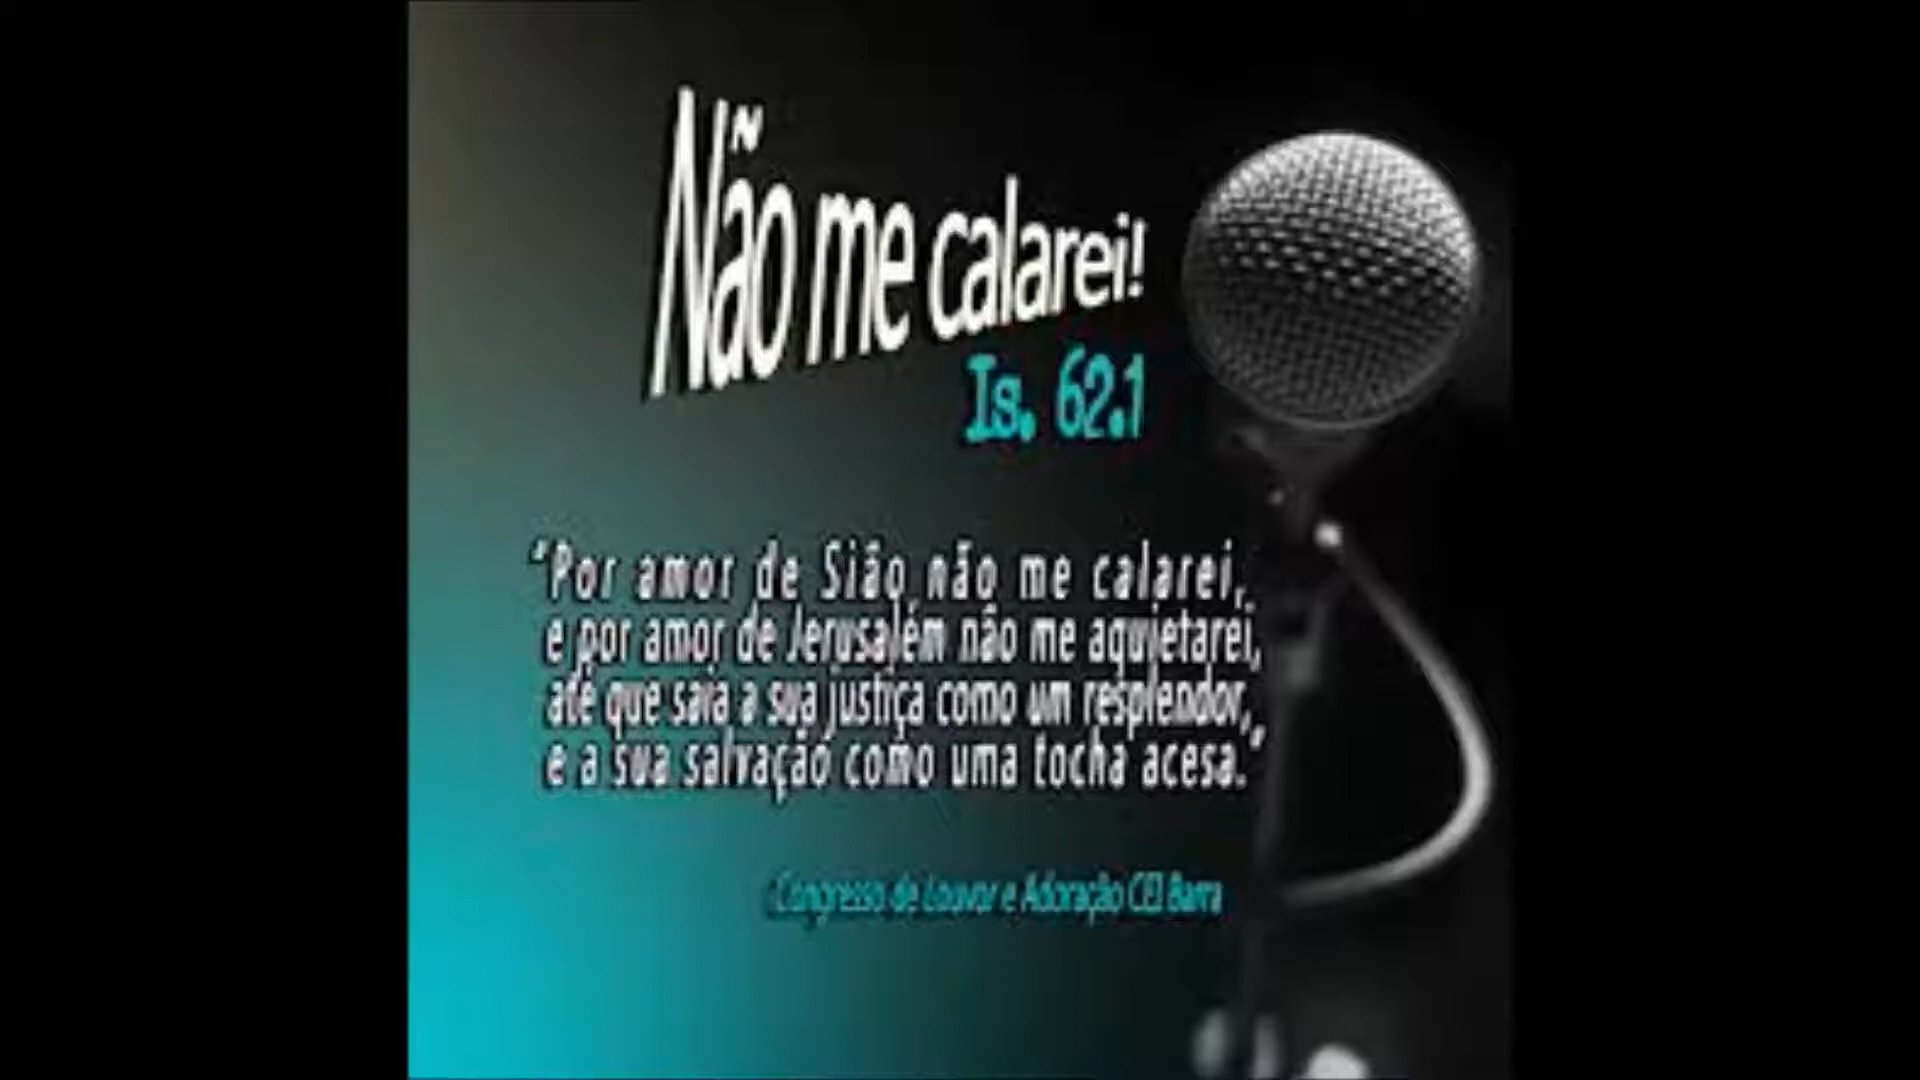 Não me calarei!
Is. 62.1
“Por amor de Sião não me calarei,
e por amor de Jerusalém não me aquietarei,
até que saia a sua justiça como um resplendor,
e a sua salvação como uma tocha acesa.”
Congresso de Louvor e Adoração CEI Barra